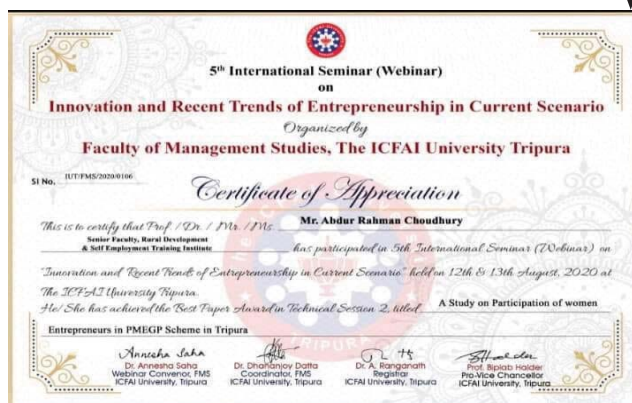 5th International Seminar (Webinar)
on
Innovation and Recent Trends of Entrepreneurship in Current Scenario
Organized by
Faculty of Management Studies, The ICFAI University Tripura
SI No. IUT/FMS/2020/0106
Certificate of Appreciation
This is to certify that Prof. / Dr. / Mr. / Ms. Mr. Abdur Rahman Choudhury
Senior Faculty, Rural Development
& Self Employment Training Institute has participated in 5th International Seminar (Webinar) on
"Innovation and Recent Trends of Entrepreneurship in Current Scenario" held on 12th & 13th August, 2020 at
The ICFAI University Tripura.
He/ She has achieved the Best Paper Award in Technical Session 2, titled, A Study on Participation of women
Entrepreneurs in PMEGP Scheme in Tripura
TRIPURA
Annesha Saha
Dr. Annesha Saha
Webinar Convenor, FMS
ICFAI University, Tripura
Dr. Dhananjoy Datta
Coordinator, FMS
ICFAI University, Tripura
Dr. A. Ranganath
Registrar
ICFAI University, Tripura
Prof. Biplab Halder
Pro-Vice Chancellor
ICFAI University, Tripura